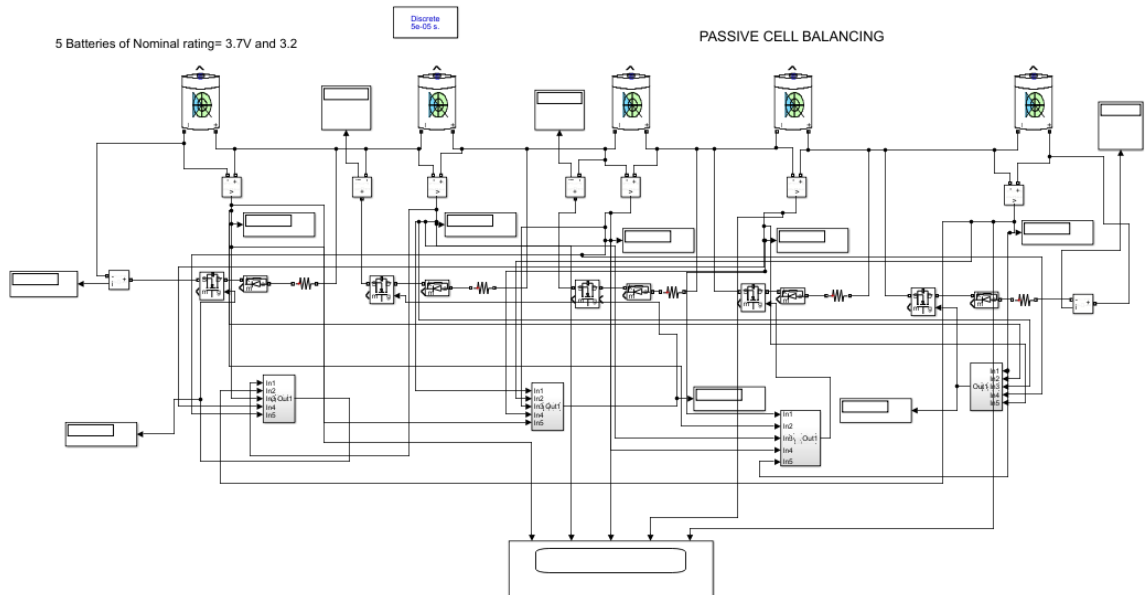 Discrete
5e-05 s.
5 Batteries of Nominal rating= 3.7V and 3.2
PASSIVE CELL BALANCING
In1
In2
In3
In4
In5
Out1
In1
In2
In3
In4
In5
Out1
In1
In2
In3
In4
In5
Out1
In1
In2
In3
In4
In5
Out1